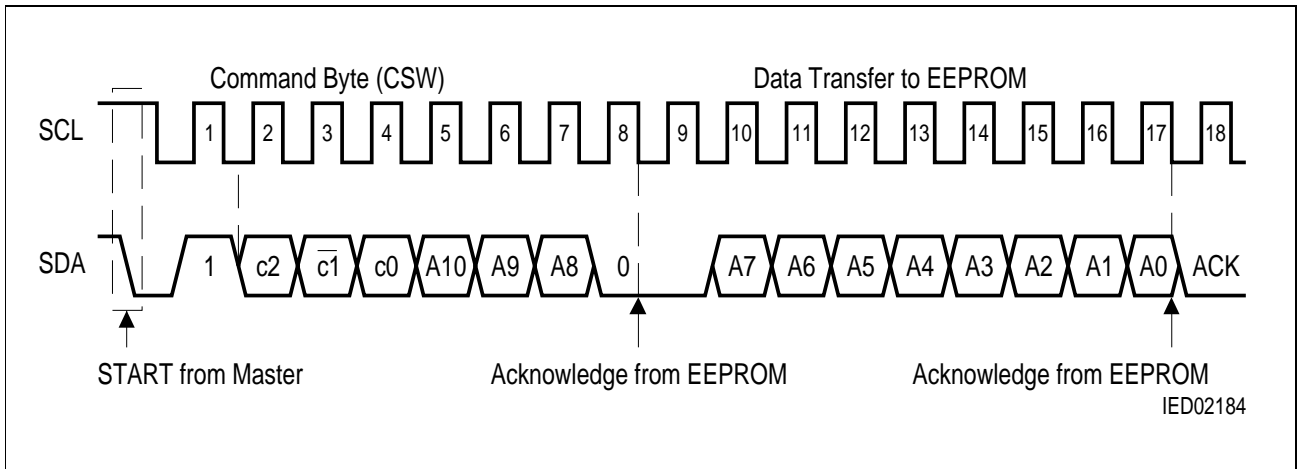 Command Byte (CSW) Data Transfer to EEPROM
SCL 1 2 3 4 5 6 7 8 9 10 11 12 13 14 15 16 17 18
SDA 1 c2 c̅1̅ c0 A10 A9 A8 0 A7 A6 A5 A4 A3 A2 A1 A0 ACK
START from Master Acknowledge from EEPROM Acknowledge from EEPROM
IED02184